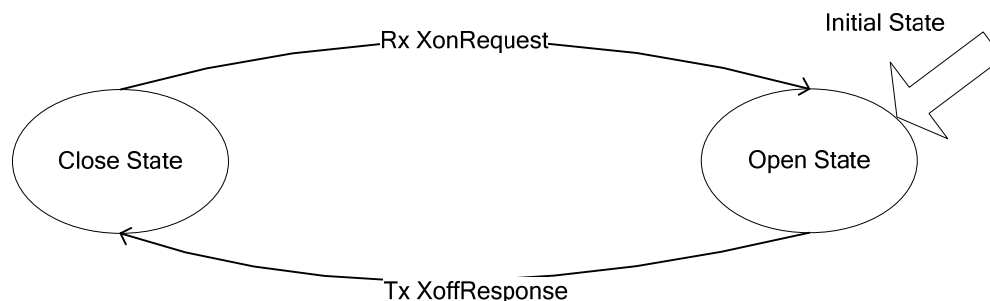 Initial State
Rx XonRequest
Close State
Open State
Tx XoffResponse